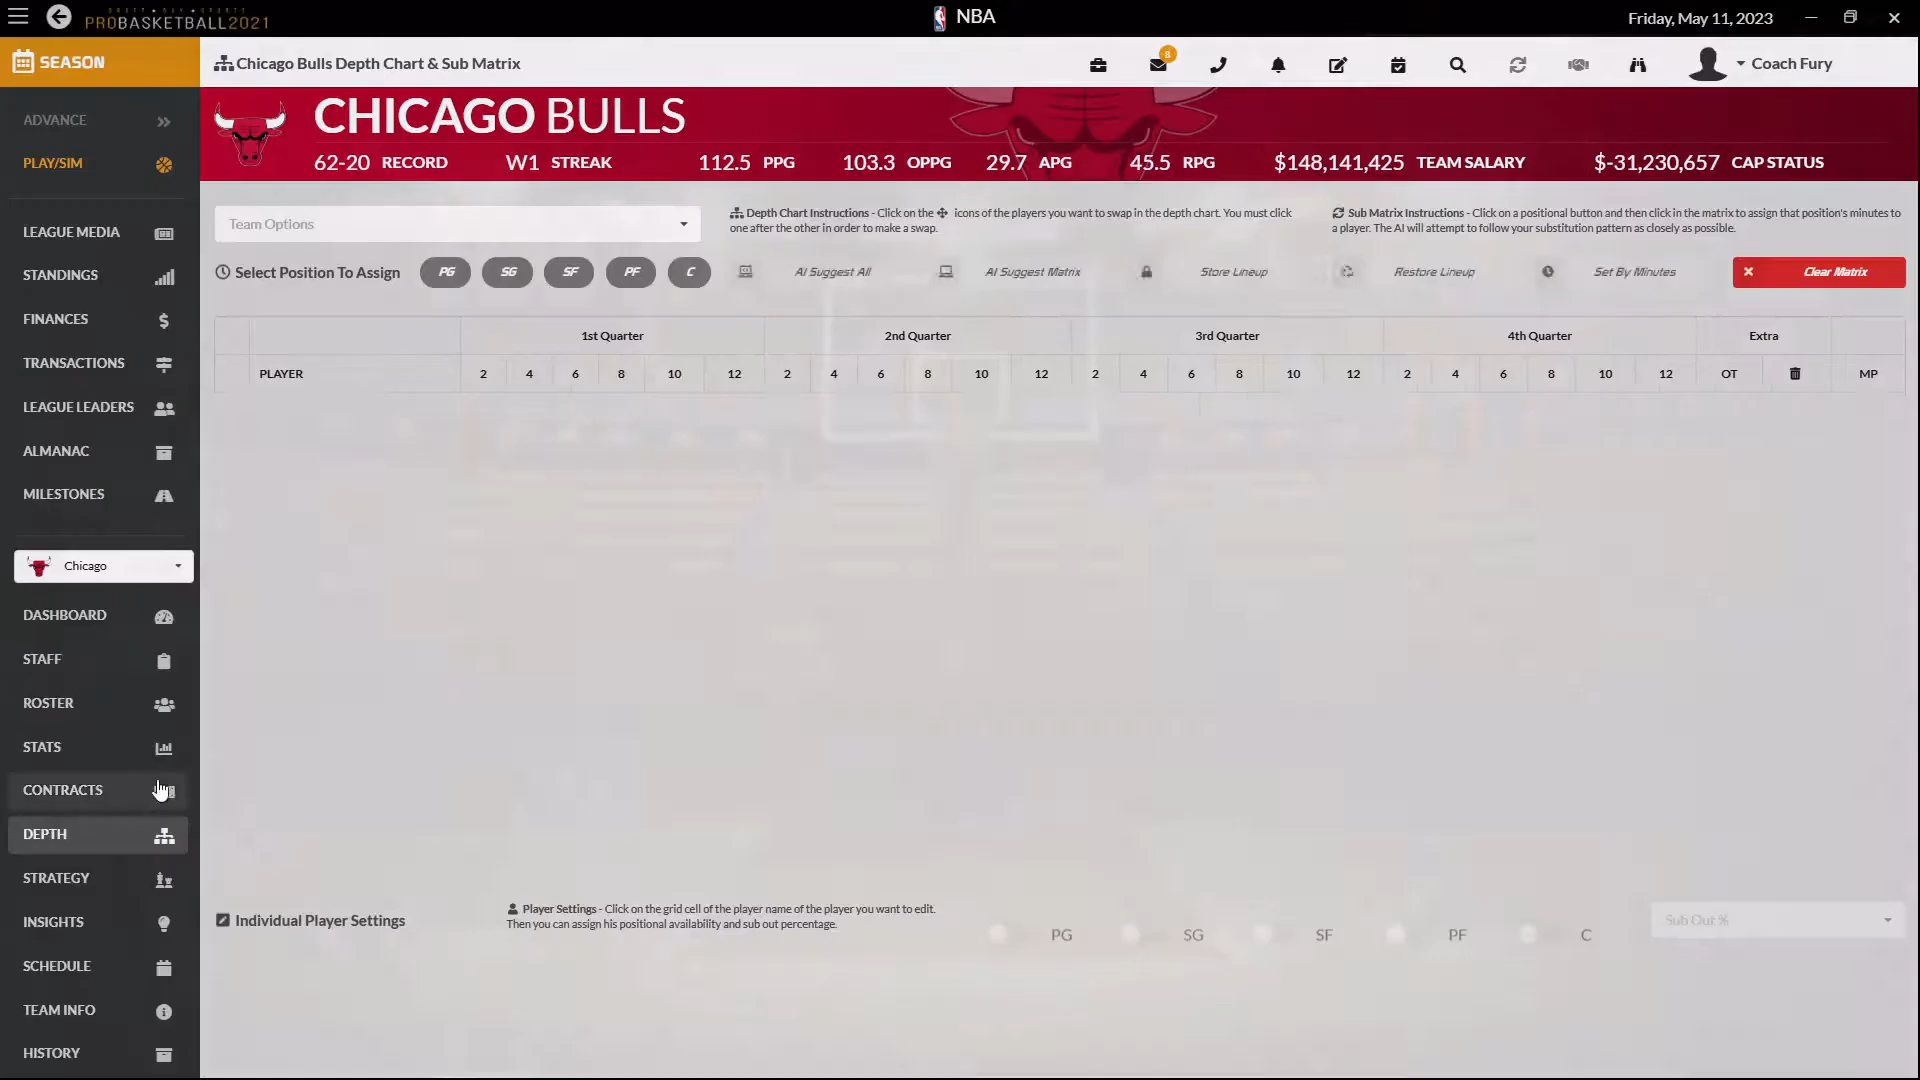 DRAFT DAY SPORTS
PROBASKETBALL2021
NBA
Friday, May 11, 2023
SEASON
Chicago Bulls Depth Chart & Sub Matrix
8
Coach Fury
CHICAGO BULLS
62-20 RECORD W1 STREAK 112.5 PPG 103.3 OPPG 29.7 APG 45.5 RPG $148,141,425 TEAM SALARY $-31,230,657 CAP STATUS
ADVANCE
PLAY/SIM
LEAGUE MEDIA
STANDINGS
FINANCES
TRANSACTIONS
LEAGUE LEADERS
ALMANAC
MILESTONES
Chicago
DASHBOARD
STAFF
ROSTER
STATS
CONTRACTS
DEPTH
STRATEGY
INSIGHTS
SCHEDULE
TEAM INFO
HISTORY
Team Options
Depth Chart Instructions - Click on the icons of the players you want to swap in the depth chart. You must click
one after the other in order to make a swap.
Sub Matrix Instructions - Click on a positional button and then click in the matrix to assign that position's minutes to
a player. The AI will attempt to follow your substitution pattern as closely as possible.
Select Position To Assign PG SG SF PF C AI Suggest All AI Suggest Matrix Store Lineup Restore Lineup Set By Minutes Clear Matrix
1st Quarter 2nd Quarter 3rd Quarter 4th Quarter Extra
PLAYER 2 4 6 8 10 12 2 4 6 8 10 12 2 4 6 8 10 12 2 4 6 8 10 12 OT MP
Individual Player Settings
Player Settings - Click on the grid cell of the player name of the player you want to edit.
Then you can assign his positional availability and sub out percentage.
PG SG SF PF C
Sub Out %